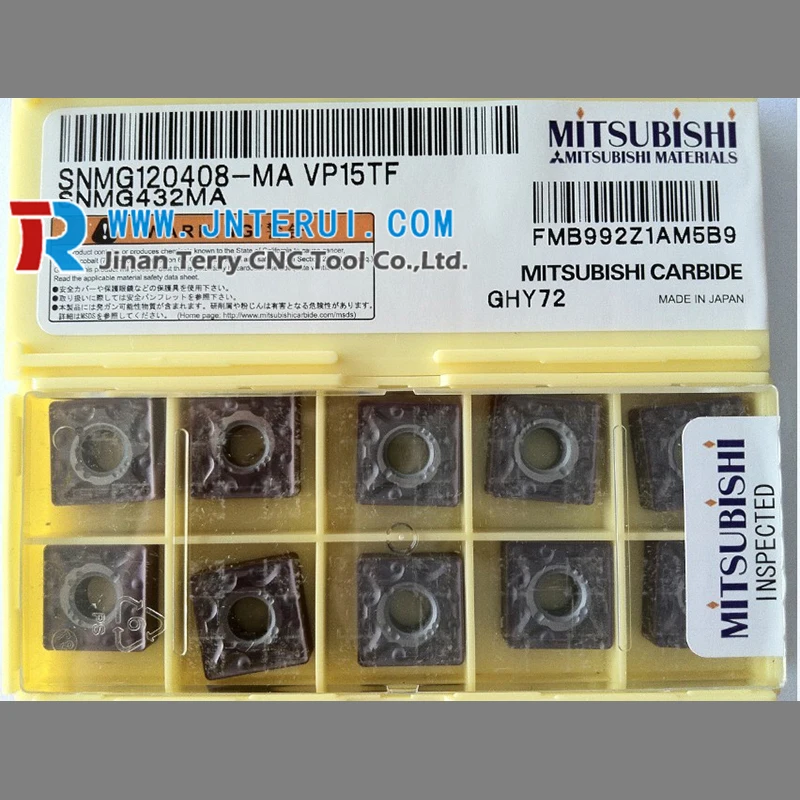 MITSUBISHI
MITSUBISHI MATERIALS
SNMG120408-MA VP15TF
SNMG432MA
TR WWW.JNTERUI.COM
WARNING
FMB992Z1AM5B9
Jinan Terry CNC Tool Co.,Ltd.
Read the applicable material safety data sheet.
MITSUBISHI CARBIDE
●安全カバーや保護眼鏡などの保護具を使用下さい。
●取り扱いに際しては安全パンフレットを参照下さい。
GHY72
MADE IN JAPAN
●本製品には発ガン可能性物質が含まれています。研削屑や粉じんは有害となる危険性があります。
詳細はMSDSを参照してください。 (Home page: http://www.mitsubishicarbide.com/msds)
MITSUBISHI
INSPECTED
PS